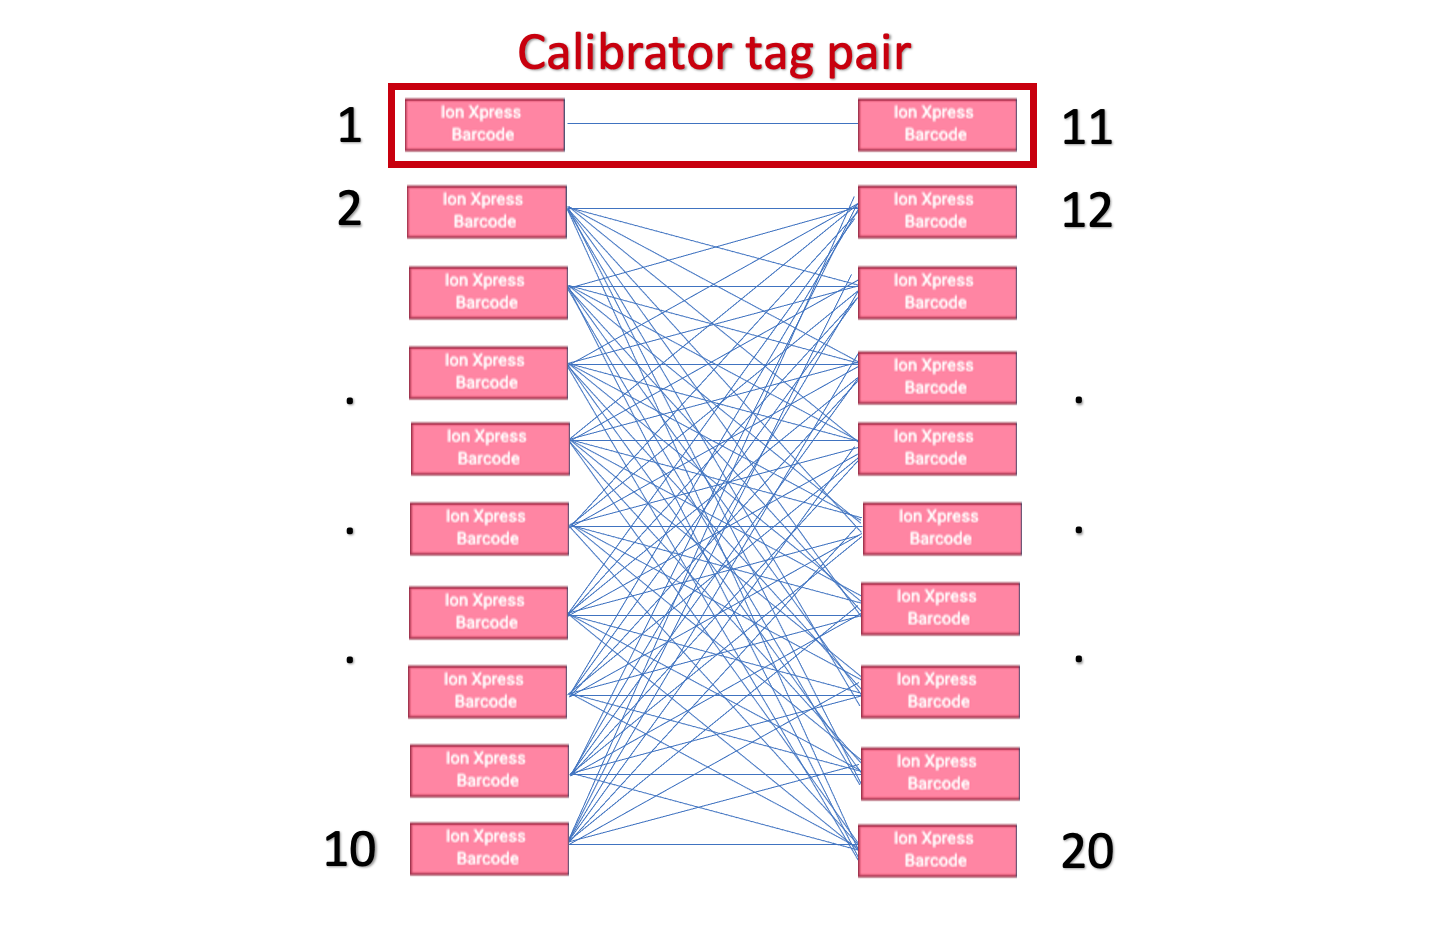 Calibrator tag pair
1
Ion Xpress
Barcode
Ion Xpress
Barcode
11
2
Ion Xpress
Barcode
Ion Xpress
Barcode
12
Ion Xpress
Barcode
Ion Xpress
Barcode
.
Ion Xpress
Barcode
Ion Xpress
Barcode
.
Ion Xpress
Barcode
Ion Xpress
Barcode
.
Ion Xpress
Barcode
Ion Xpress
Barcode
.
Ion Xpress
Barcode
Ion Xpress
Barcode
.
Ion Xpress
Barcode
Ion Xpress
Barcode
.
Ion Xpress
Barcode
Ion Xpress
Barcode
10
Ion Xpress
Barcode
Ion Xpress
Barcode
20